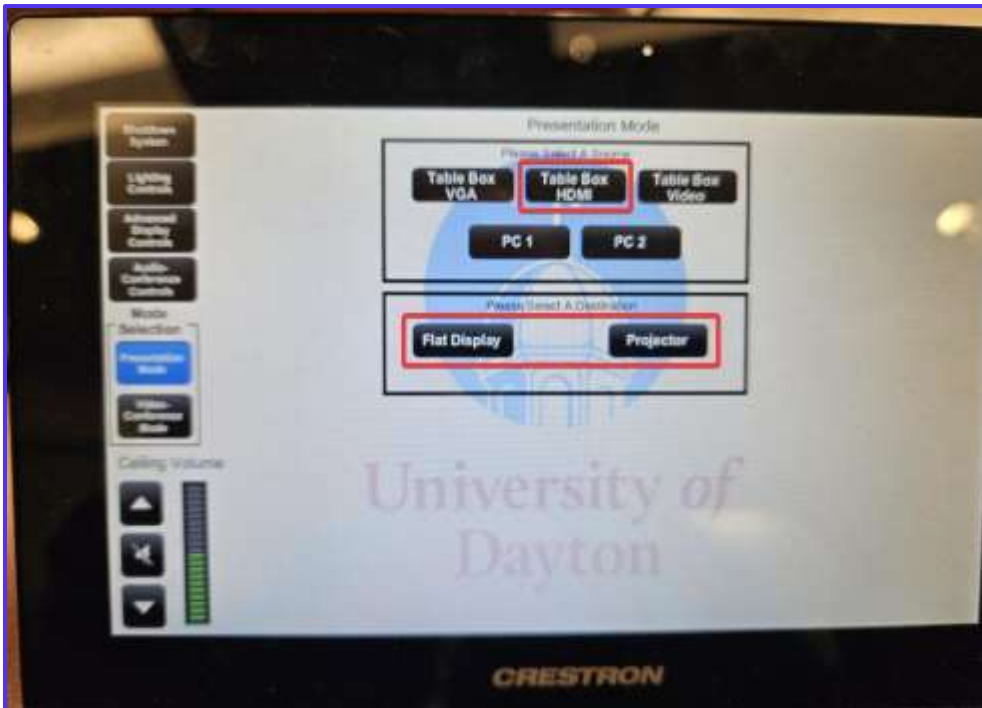 Presentation Mode
Please Select A Source
Table Box
VGA
Table Box
HDMI
Table Box
Video
PC 1
PC 2
Please Select A Destination
Flat Display
Projector
Shutdown
System
Lighting
Controls
Advanced
Display
Controls
Audio-
Conference
Controls
Mode
Selection
Presentation
Mode
Video-
Conference
Mode
Ceiling Volume
University of
Dayton
CRESTRON